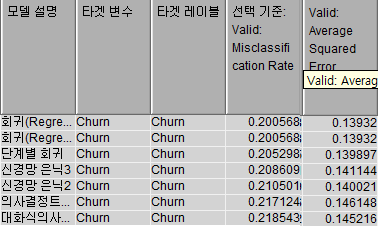 모델 설명 타겟 변수 타겟 레이블 선택 기준: Valid:
Valid: Average
Misclassifi Squared
cation Rate Error
Valid: Averag
회귀(Regre... Churn Churn 0.200568 0.13932
회귀(Regre... Churn Churn 0.200568 0.13932
단계별 회귀 Churn Churn 0.205298 0.139897
신경망 은닉3 Churn Churn 0.208609 0.141144
신경망 은닉2 Churn Churn 0.210501 0.140021
의사결정트... Churn Churn 0.217124 0.146148
대화식의사... Churn Churn 0.218543 0.145216